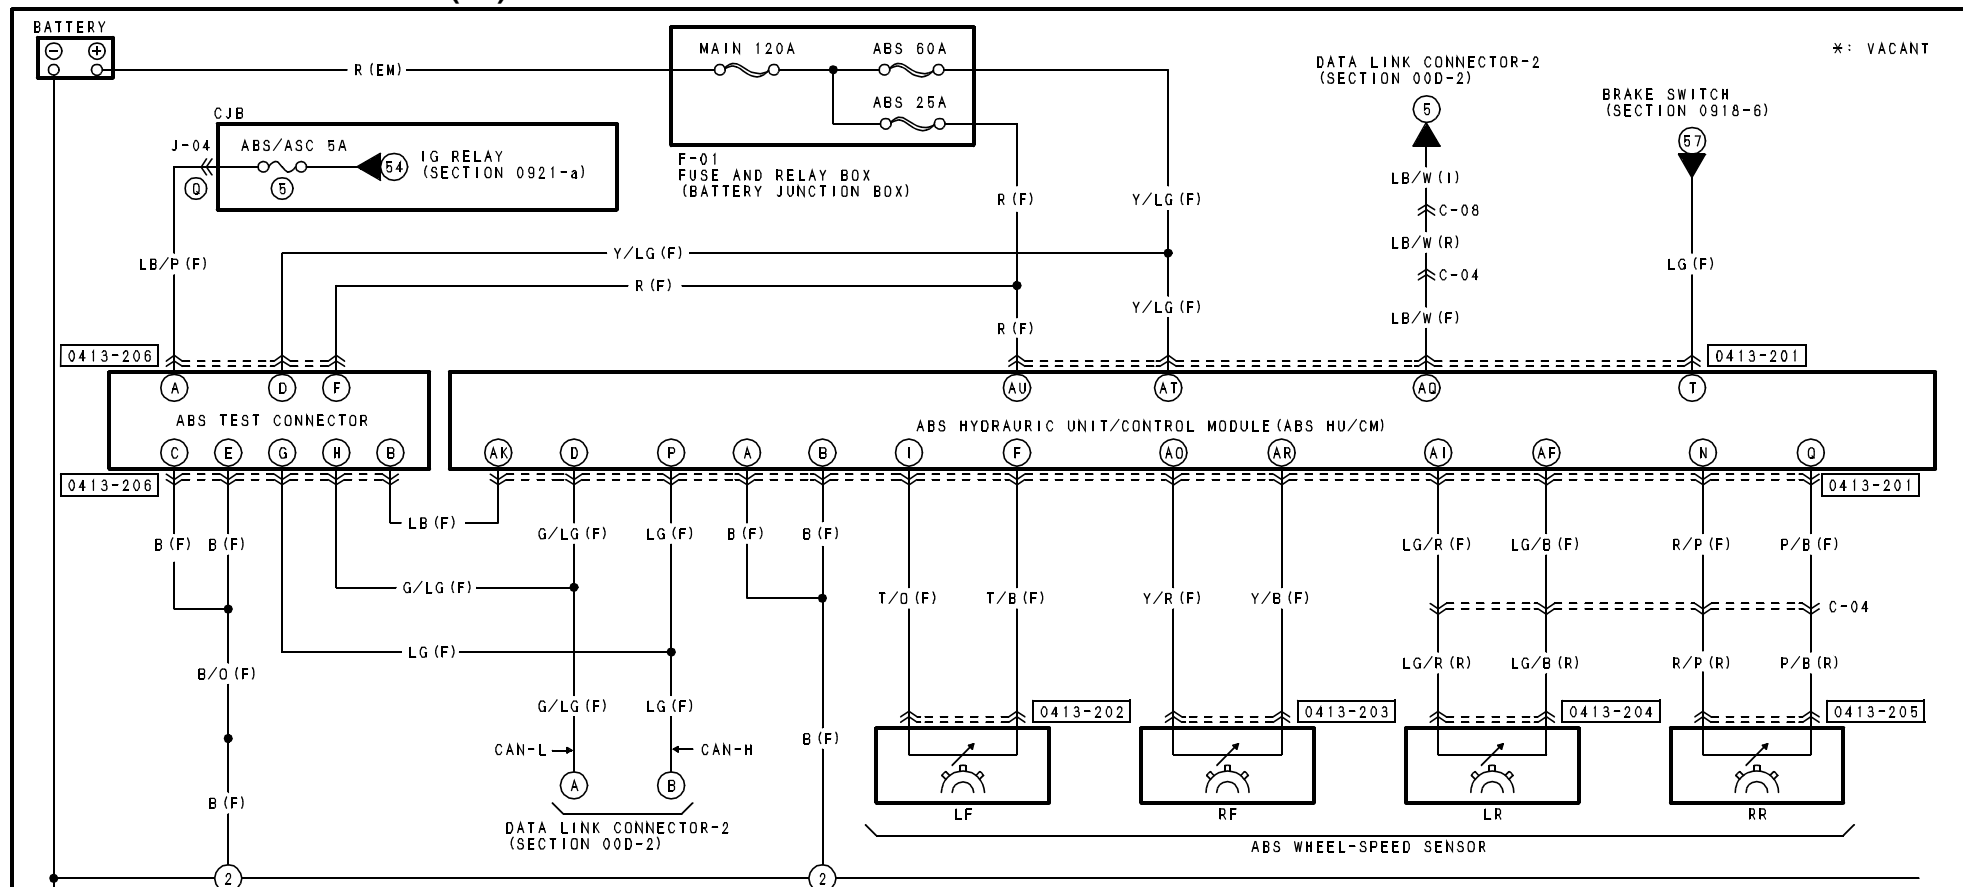 BATTERY
MAIN 120A
ABS 60A
ABS 25A
R (EM)
DATA LINK CONNECTOR-2
(SECTION 00D-2)
5
BRAKE SWITCH
(SECTION 0918-6)
57
*: VACANT
CJB
J-04
ABS/ASC 5A
54
IG RELAY
(SECTION 0921-a)
Q
5
F-01
FUSE AND RELAY BOX
(BATTERY JUNCTION BOX)
R (F)
Y/LG (F)
LB/W (I)
C-08
LB/W (R)
C-04
LB/W (F)
LB/P (F)
Y/LG (F)
R (F)
Y/LG (F)
R (F)
LG (F)
0413-206
0413-201
A D F
AU AT AQ T
ABS TEST CONNECTOR
ABS HYDRAURIC UNIT/CONTROL MODULE(ABS HU/CM)
C E G H B
AK D P A B I F AO AR AI AF N Q
0413-206
0413-201
LB (F)
B (F) B (F)
G/LG (F) LG (F) B (F) B (F)
LG/R (F) LG/B (F) R/P (F) P/B (F)
G/LG (F)
T/O (F) T/B (F) Y/R (F) Y/B (F)
C-04
LG (F)
B/O (F)
LG/R (R) LG/B (R) R/P (R) P/B (R)
G/LG (F) LG (F)
0413-202
0413-203
0413-204
0413-205
B (F)
CAN-L
CAN-H
A B
B (F)
LF RF LR RR
DATA LINK CONNECTOR-2
(SECTION 00D-2)
ABS WHEEL-SPEED SENSOR
2 2